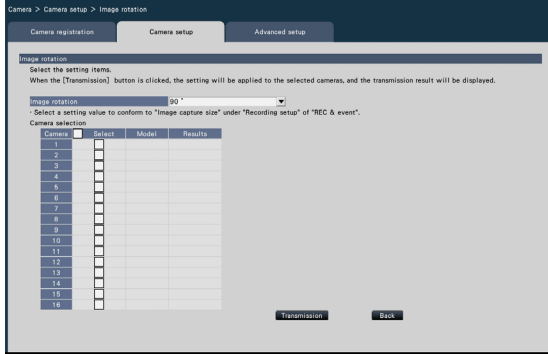 Camera > Camera setup > Image rotation
Camera registration Camera setup Advanced setup
Image rotation
Select the setting items.
When the [Transmission] button is clicked, the setting will be applied to the selected cameras, and the transmission result will be displayed.
Image rotation 90 °
· Select a setting value to conform to "Image capture size" under "Recording setup" of "REC & event".
Camera selection
Camera Select Model Results
1
2
3
4
5
6
7
8
9
10
11
12
13
14
15
16
Transmission Back